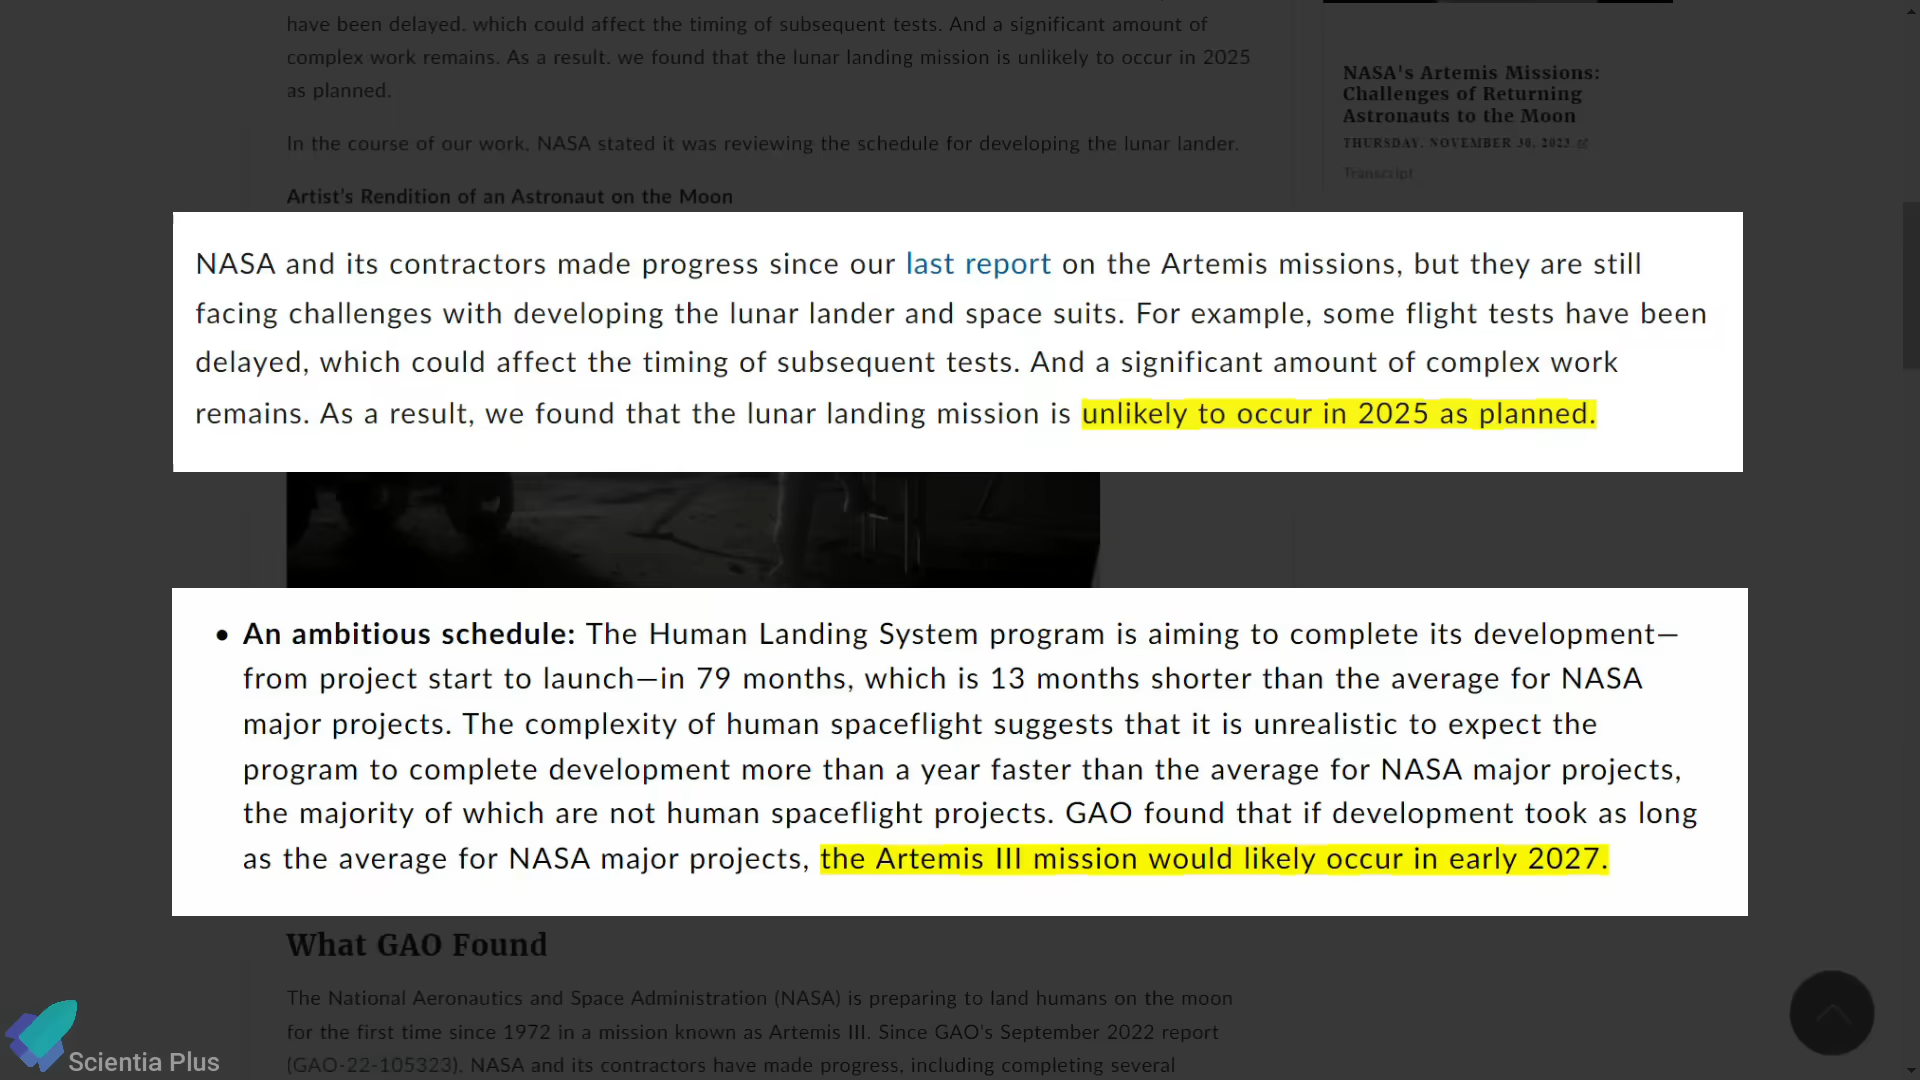 have been delayed, which could affect the timing of subsequent tests. And a significant amount of
complex work remains. As a result, we found that the lunar landing mission is unlikely to occur in 2025
as planned.
In the course of our work, NASA stated it was reviewing the schedule for developing the lunar lander.
Artist's Rendition of an Astronaut on the Moon
NASA's Artemis Missions:
Challenges of Returning
Astronauts to the Moon
THURSDAY, NOVEMBER 30, 2023
Transcript
NASA and its contractors made progress since our last report on the Artemis missions, but they are still
facing challenges with developing the lunar lander and space suits. For example, some flight tests have been
delayed, which could affect the timing of subsequent tests. And a significant amount of complex work
remains. As a result, we found that the lunar landing mission is unlikely to occur in 2025 as planned.
• An ambitious schedule: The Human Landing System program is aiming to complete its development—
from project start to launch—in 79 months, which is 13 months shorter than the average for NASA
major projects. The complexity of human spaceflight suggests that it is unrealistic to expect the
program to complete development more than a year faster than the average for NASA major projects,
the majority of which are not human spaceflight projects. GAO found that if development took as long
as the average for NASA major projects, the Artemis III mission would likely occur in early 2027.
What GAO Found
The National Aeronautics and Space Administration (NASA) is preparing to land humans on the moon
for the first time since 1972 in a mission known as Artemis III. Since GAO's September 2022 report
(GAO-22-105323), NASA and its contractors have made progress, including completing several
Scientia Plus